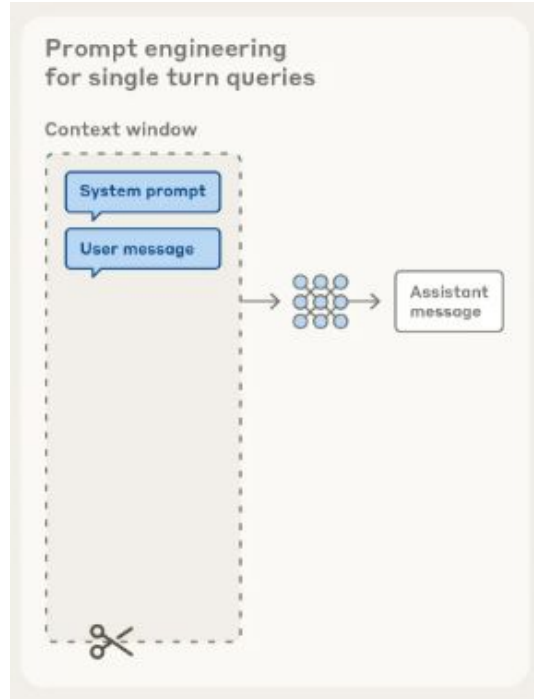 Prompt engineering
for single turn queries
Context window
System prompt
User message
Assistant
message